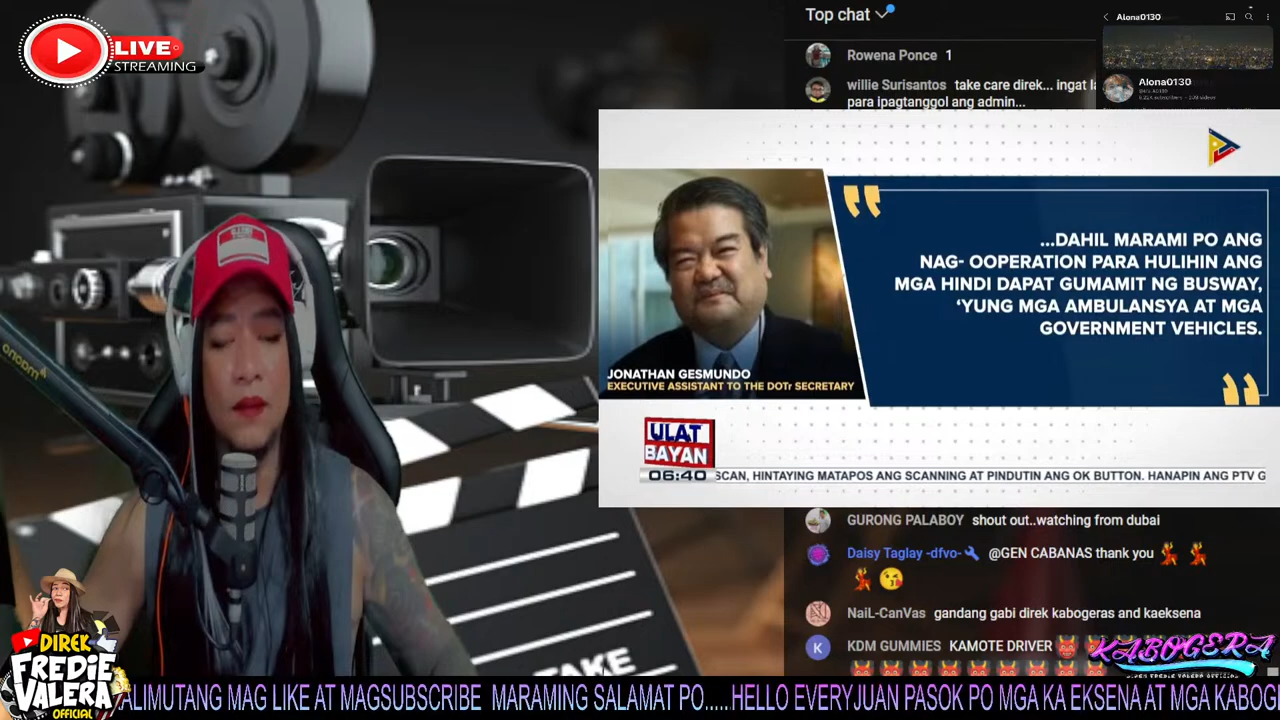 LIVE
STREAMING
Top chat
Alona0130
Alona0130
Rowena Ponce 1
willie Surisantos take care direk... ingat
para ipagtanggol ang admin...
...DAHIL MARAMI PO ANG
NAG- OOPERATION PARA HULIHIN ANG
MGA HINDI DAPAT GUMAMIT NG BUSWAY,
‘YUNG MGA AMBULANSYA AT MGA
GOVERNMENT VEHICLES.
JONATHAN GESMUNDO
EXECUTIVE ASSISTANT TO THE DOTr SECRETARY
ULAT
BAYAN
06:40
SCAN, HINTAYING MATAPOS ANG SCANNING AT PINDUTIN ANG OK BUTTON. HANAPIN ANG PTV G
maono
GURONG PALABOY shout out..watching from dubai
Daisy Taglay -dfvo- @GEN CABANAS thank you
NaiL-CanVas gandang gabi direk kabogeras and kaeksena
KDM GUMMIES KAMOTE DRIVER
KABOGERA
TAKE
DIREK
FREDIE
VALERA
OFFICIAL
ALIMUTANG MAG LIKE AT MAGSUBSCRIBE MARAMING SALAMAT PO.....HELLO EVERYJUAN PASOK PO MGA KA EKSENA AT MGA KABOG